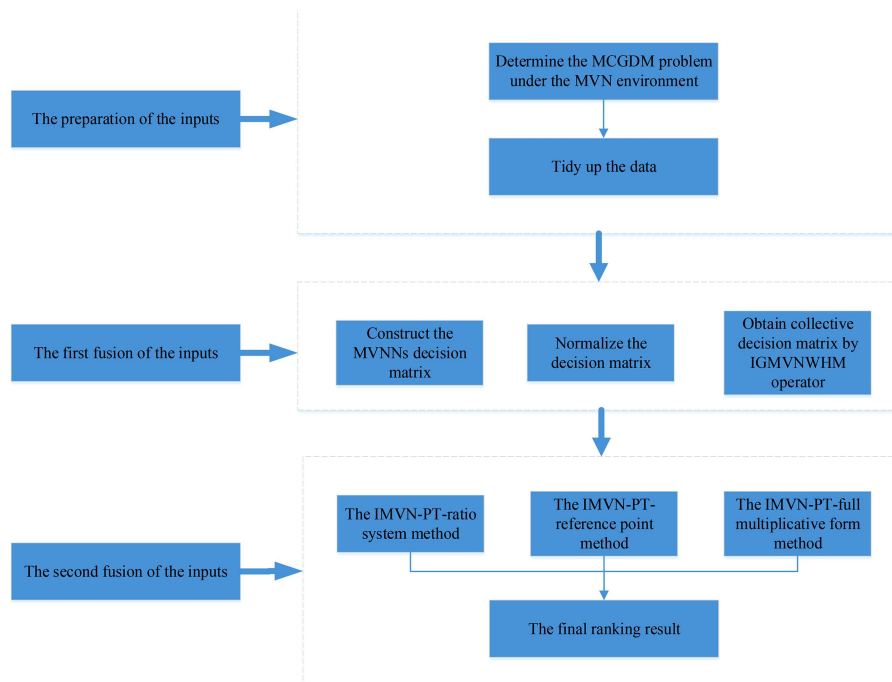 The preparation of the inputs
Determine the MCGDM problem
under the MVN environment
Tidy up the data
The first fusion of the inputs
Construct the
MVNNs decision
matrix
Normalize the
decision matrix
Obtain collective
decision matrix by
IGMVNWHM
operator
The second fusion of the inputs
The IMVN-PT-ratio
system method
The IMVN-PT-
reference point
method
The IMVN-PT-full
multiplicative form
method
The final ranking result